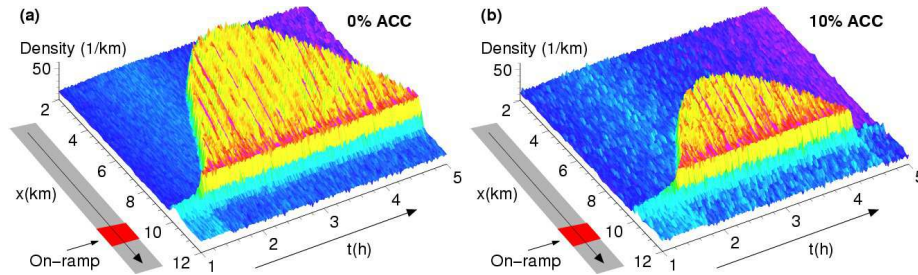 (a)
0% ACC
Density (1/km)
50
2
4
6
8
10
12
x(km)
On-ramp
1
2
3
4
5
t(h)
(b)
10% ACC
Density (1/km)
50
2
4
6
8
10
12
x(km)
On-ramp
1
2
3
4
5
t(h)